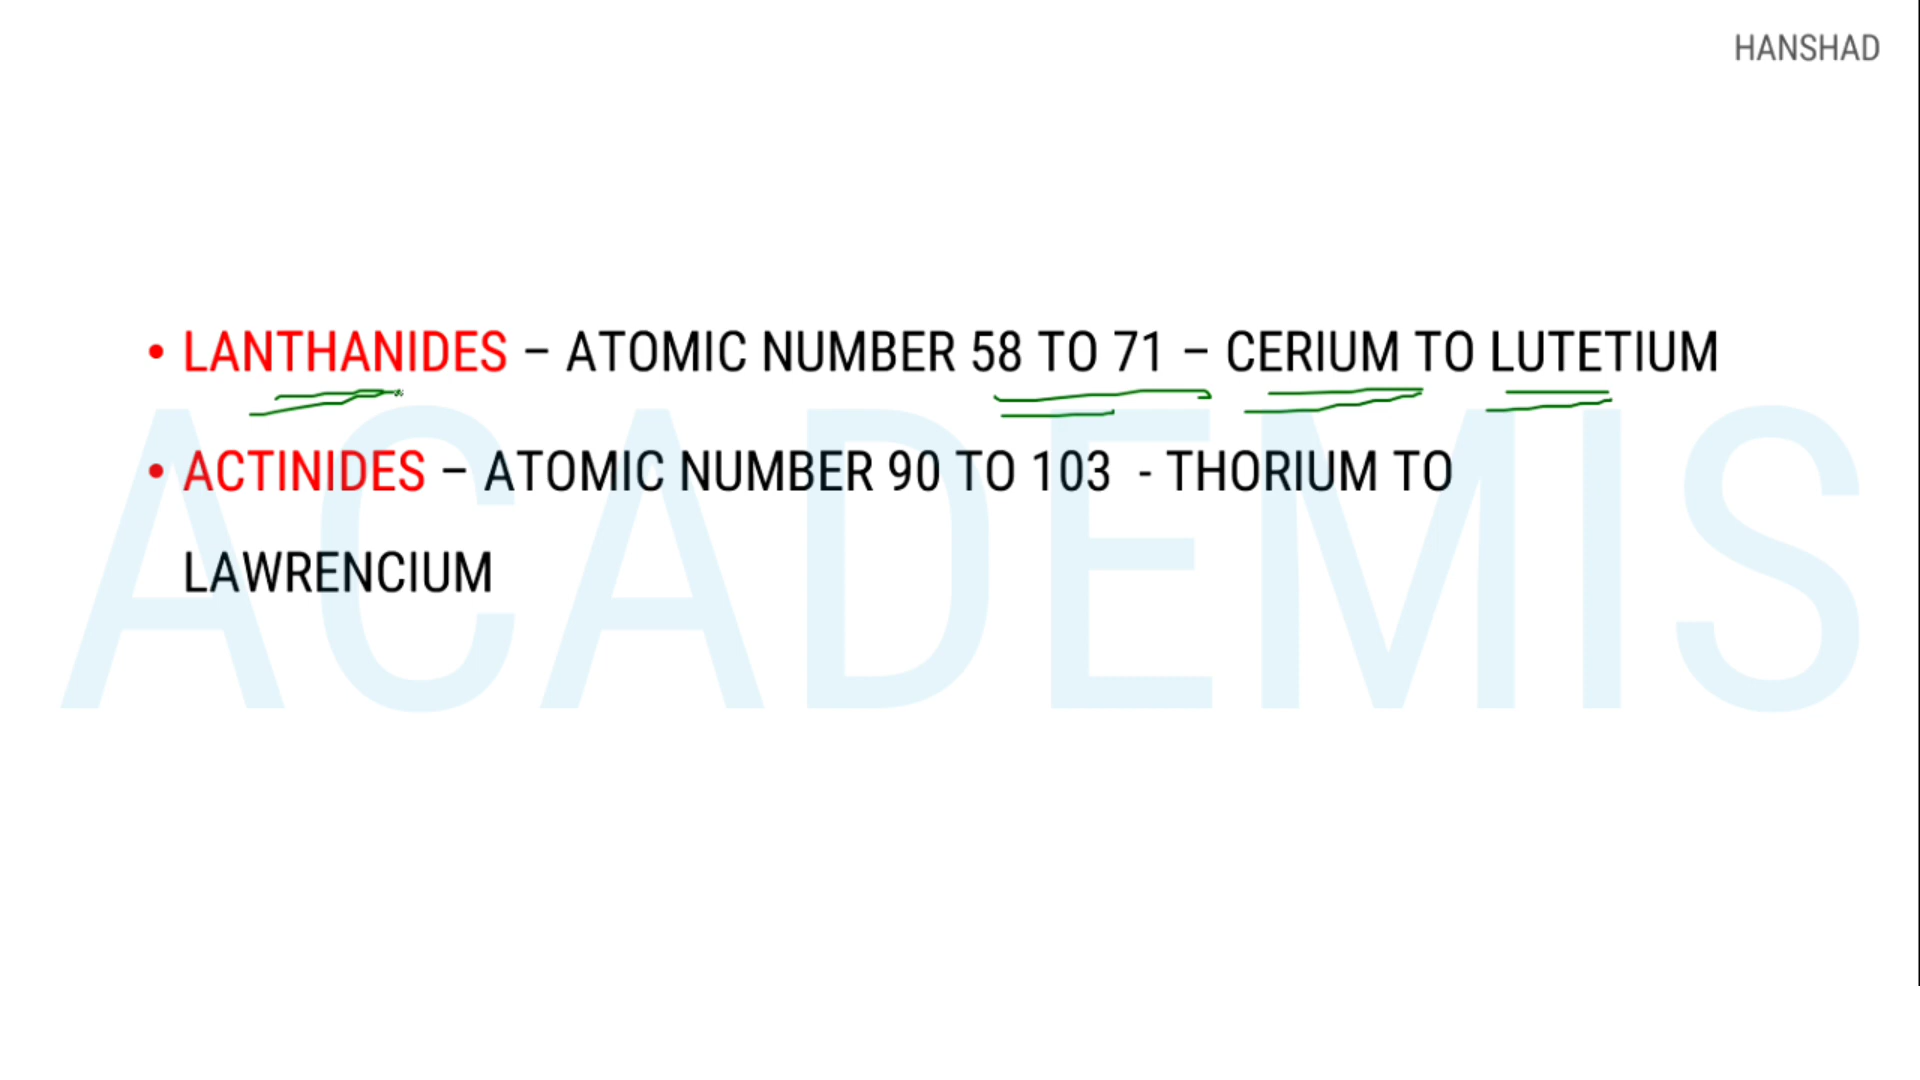 HANSHAD
• LANTHANIDES – ATOMIC NUMBER 58 TO 71 – CERIUM TO LUTETIUM
• ACTINIDES – ATOMIC NUMBER 90 TO 103 - THORIUM TO
LAWRENCIUM
ACADEMIS